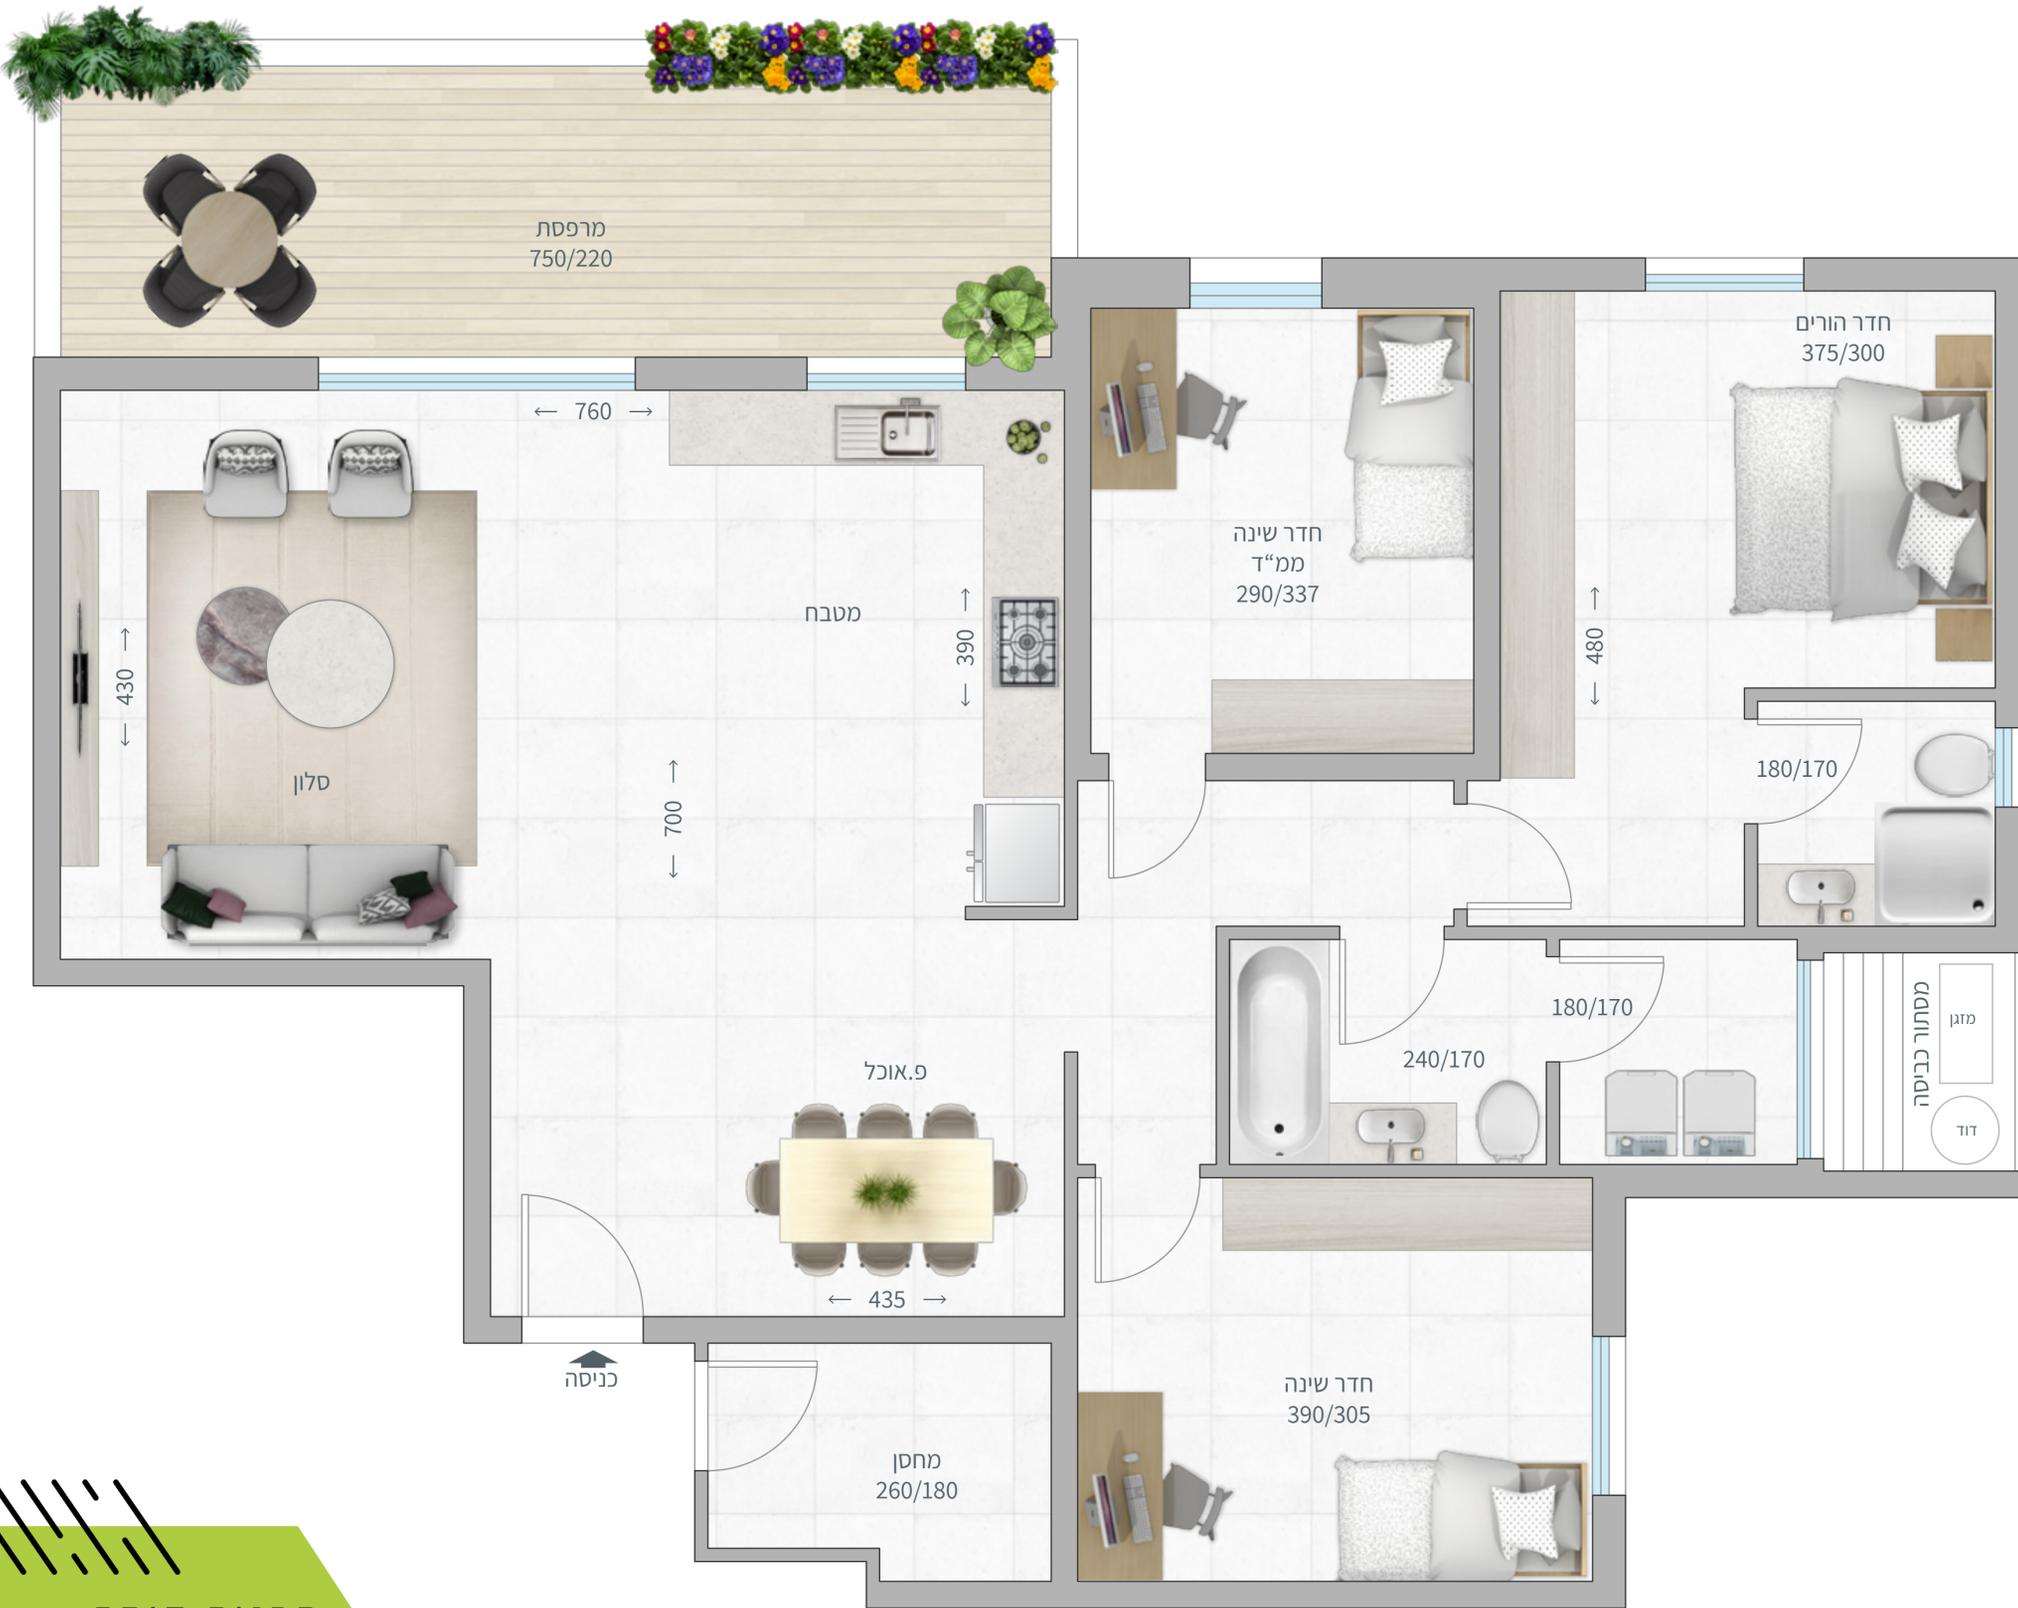 מרפסת
750/220
760
חדר הורים
375/300
חדר שינה
ממ“ד
290/337
מטבח
390
480
430
סלון
700
180/170
180/170
240/170
מסתור כביסה
מזגן
דוד
פ.אוכל
435
כניסה
חדר שינה
390/305
מחסן
260/180